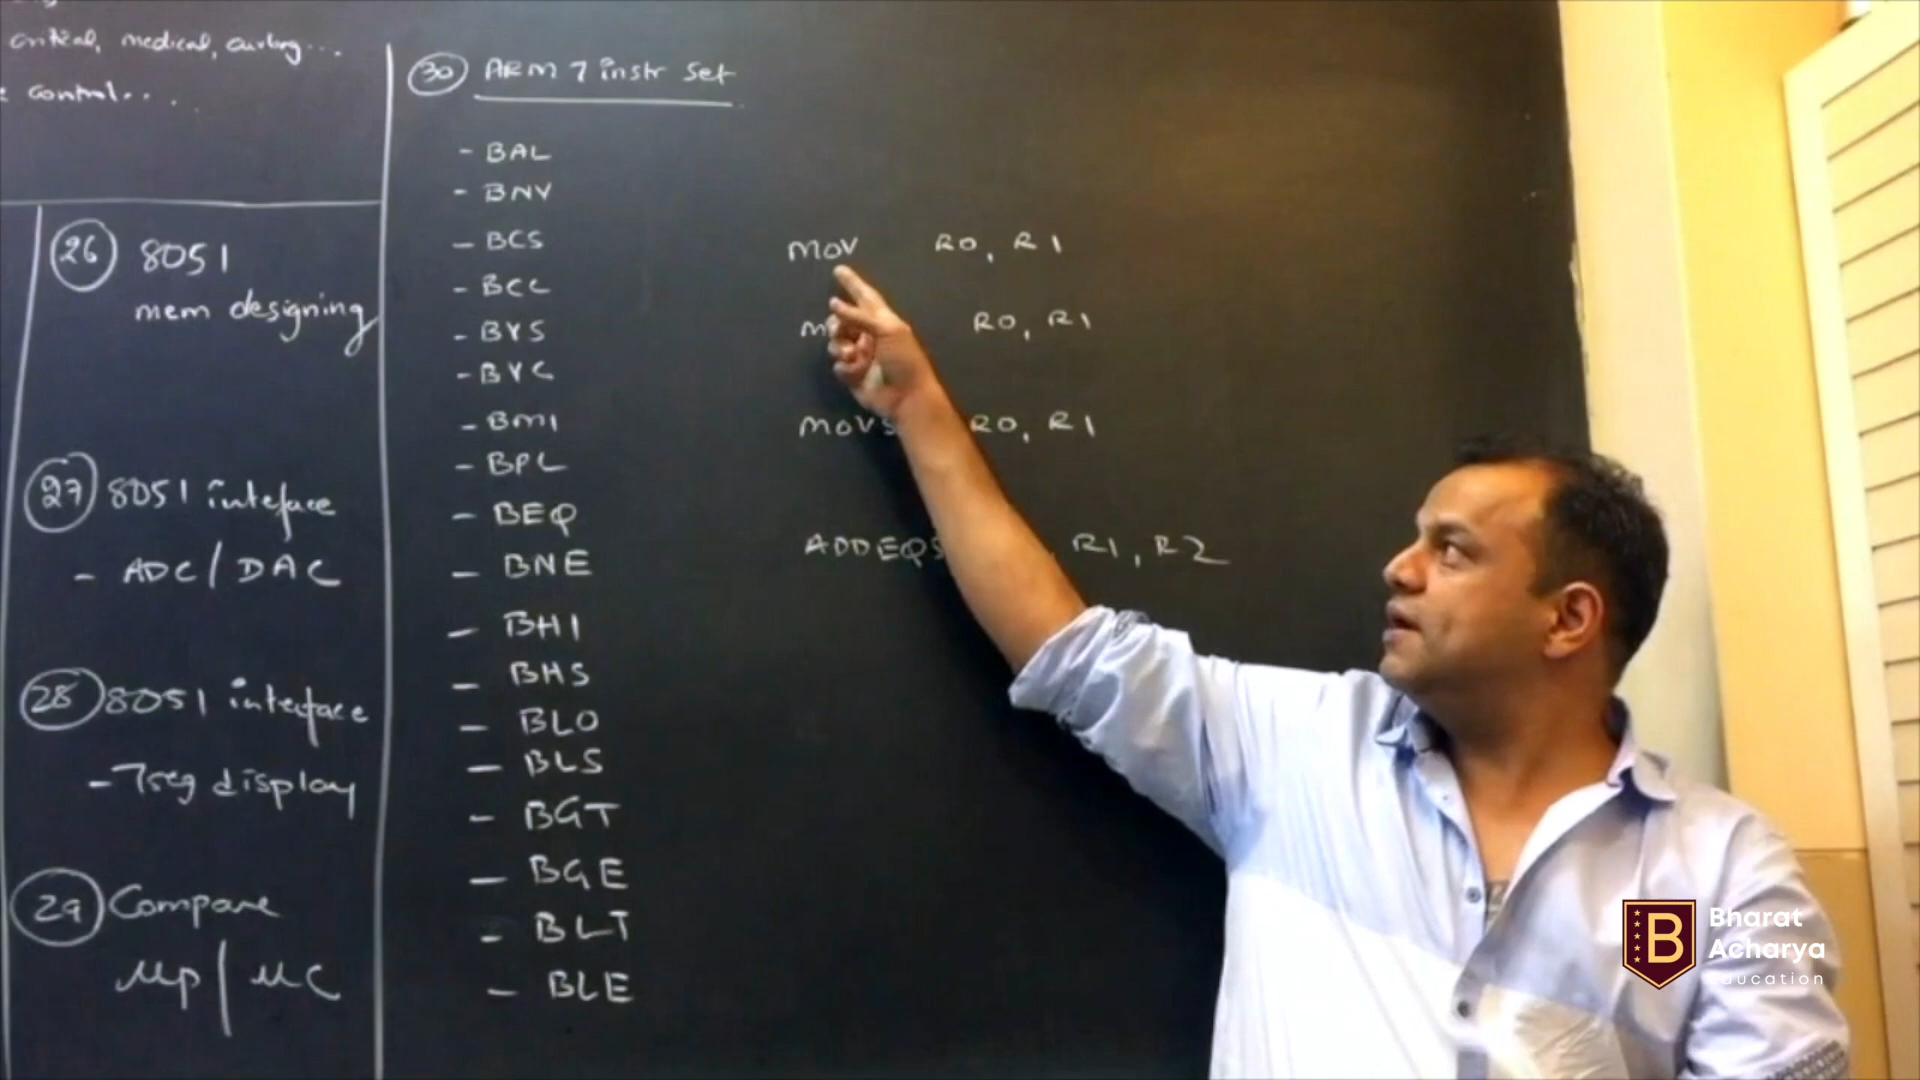 critical, medical,
control...
26 8051
mem designing
27 8051 inteface
- ADC/DAC
28 8051 interface
- 7seg display
29 Compare
μp/μc
30 ARM 7 instr set
- BAL
- BNV
- BCS
- BCC
- BVS
- BVC
- BMI
- BPL
- BEQ
- BNE
- BHI
- BHS
- BLO
- BLS
- BGT
- BGE
- BLT
- BLE
MOV R0, R1
R0, R1
MOVS R0, R1
ADDEQS , R1, R2
B
Bharat
Acharya
Education